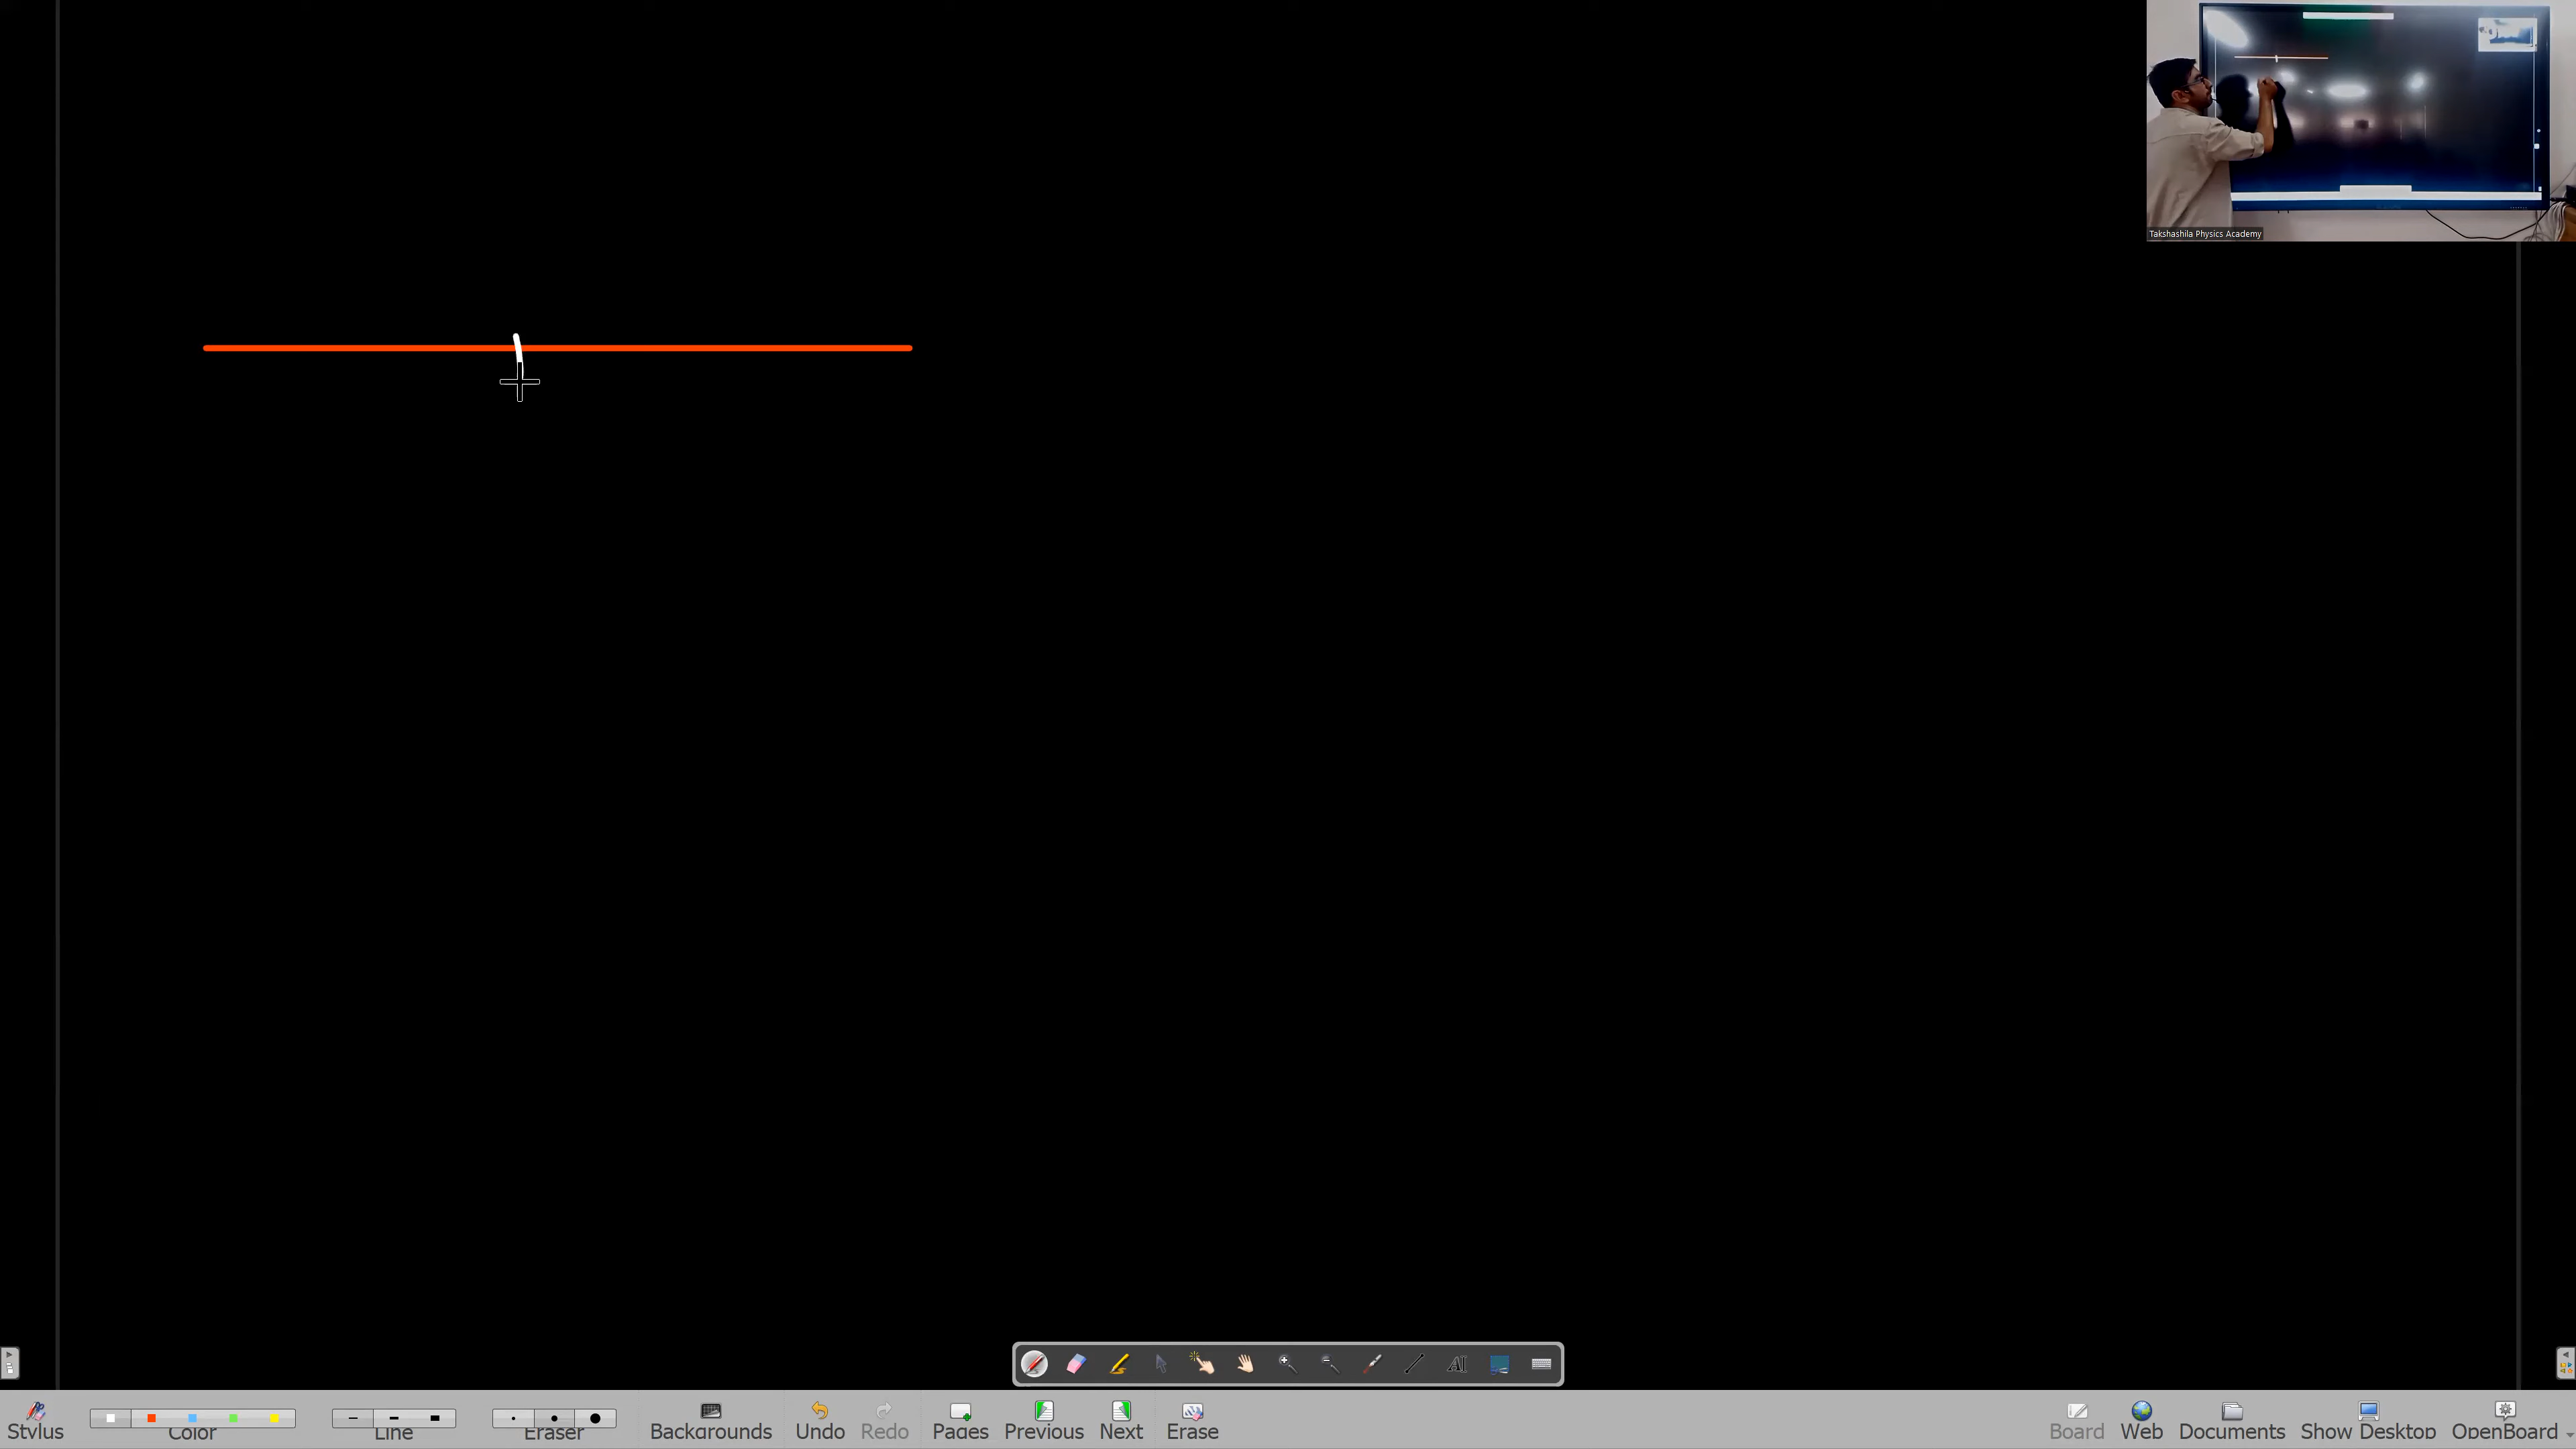 Takshashila Physics Academy
Stylus
Color
Line
Eraser
Backgrounds
Undo
Redo
Pages
Previous
Next
Erase
Board
Web
Documents
Show Desktop
OpenBoard